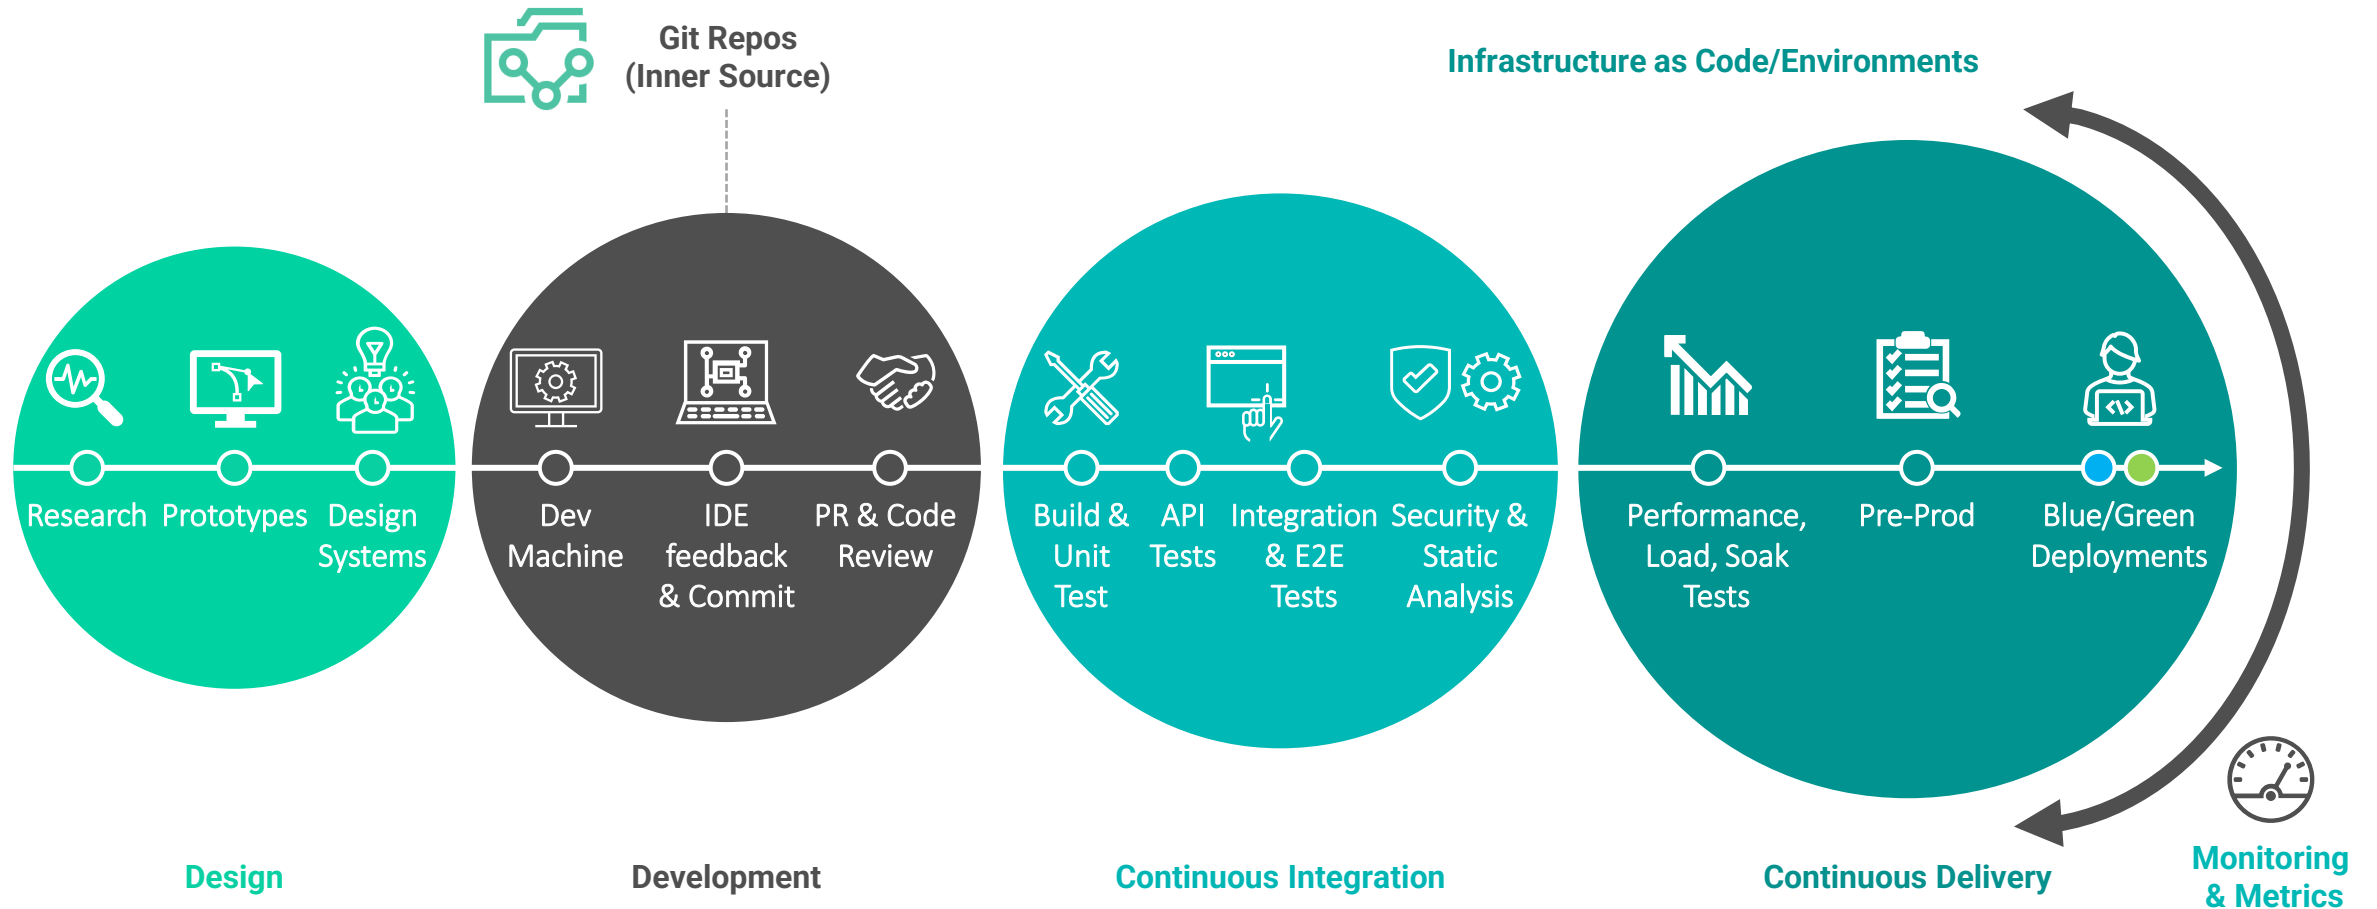 Git Repos
(Inner Source)
Infrastructure as Code/Environments
Research
Prototypes
Design
Systems
Dev
Machine
IDE
feedback
& Commit
PR & Code
Review
Build &
Unit
Test
API
Tests
Integration
& E2E
Tests
Security &
Static
Analysis
Performance,
Load, Soak
Tests
Pre-Prod
Blue/Green
Deployments
Design
Development
Continuous Integration
Continuous Delivery
Monitoring
& Metrics